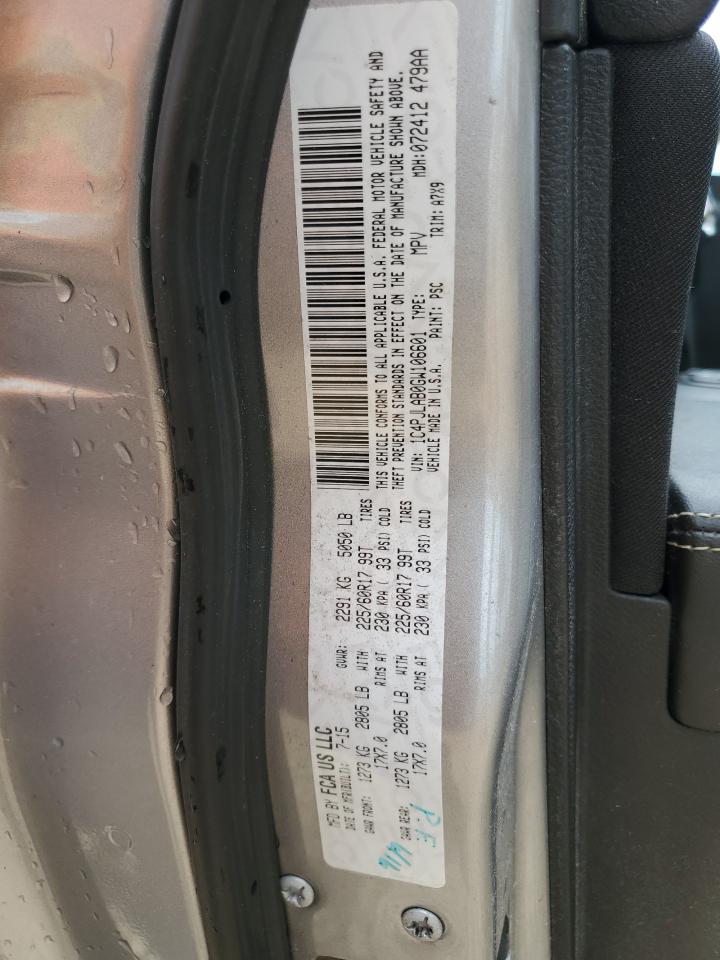 MFD BY FCA US LLC
DATE OF MFR(BUILT): 7-15 GVWR: 2291 KG 5050 LB
GAWR FRONT: 1273 KG 2805 LB WITH 225/60R17 99T TIRES
17X7.0 RIMS AT 230 KPA ( 33 PSI) COLD
GAWR REAR: 1273 KG 2805 LB WITH 225/60R17 99T TIRES
17X7.0 RIMS AT 230 KPA ( 33 PSI) COLD
THIS VEHICLE CONFORMS TO ALL APPLICABLE U.S.A. FEDERAL MOTOR VEHICLE SAFETY AND
THEFT PREVENTION STANDARDS IN EFFECT ON THE DATE OF MANUFACTURE SHOWN ABOVE.
VIN: 1C4PJLAB0GW106601 TYPE: MPV MDH:072412 479AA
VEHICLE MADE IN U.S.A. PAINT: PSC TRIM: A7X9